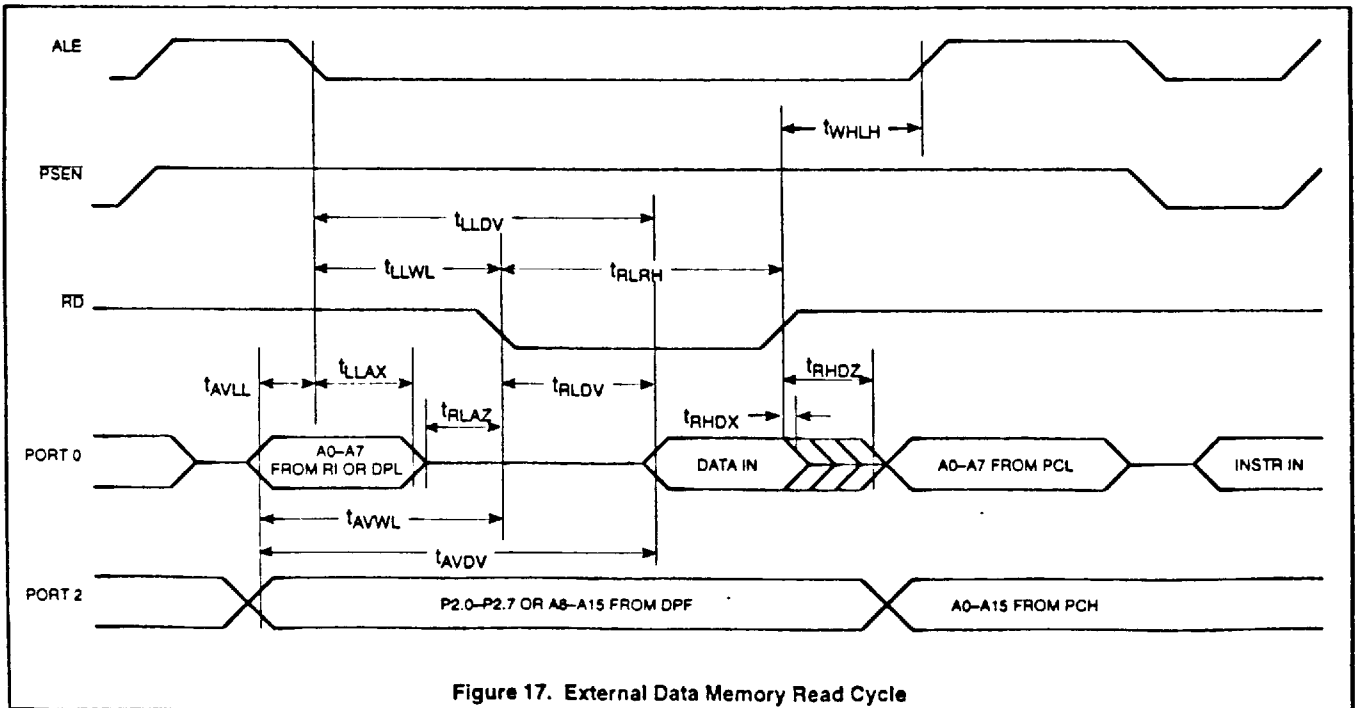 ALE
tWHLH
PSEN
tLLDV
tLLWL
tRLRH
RD
tAVLL
tLLAX
tRLDV
tRHDZ
tRLAZ
tRHDX
PORT 0
A0–A7
FROM RI OR DPL
DATA IN
A0–A7 FROM PCL
INSTR IN
tAVWL
tAVDV
PORT 2
P2.0–P2.7 OR A8–A15 FROM DPF
A0–A15 FROM PCH
Figure 17. External Data Memory Read Cycle